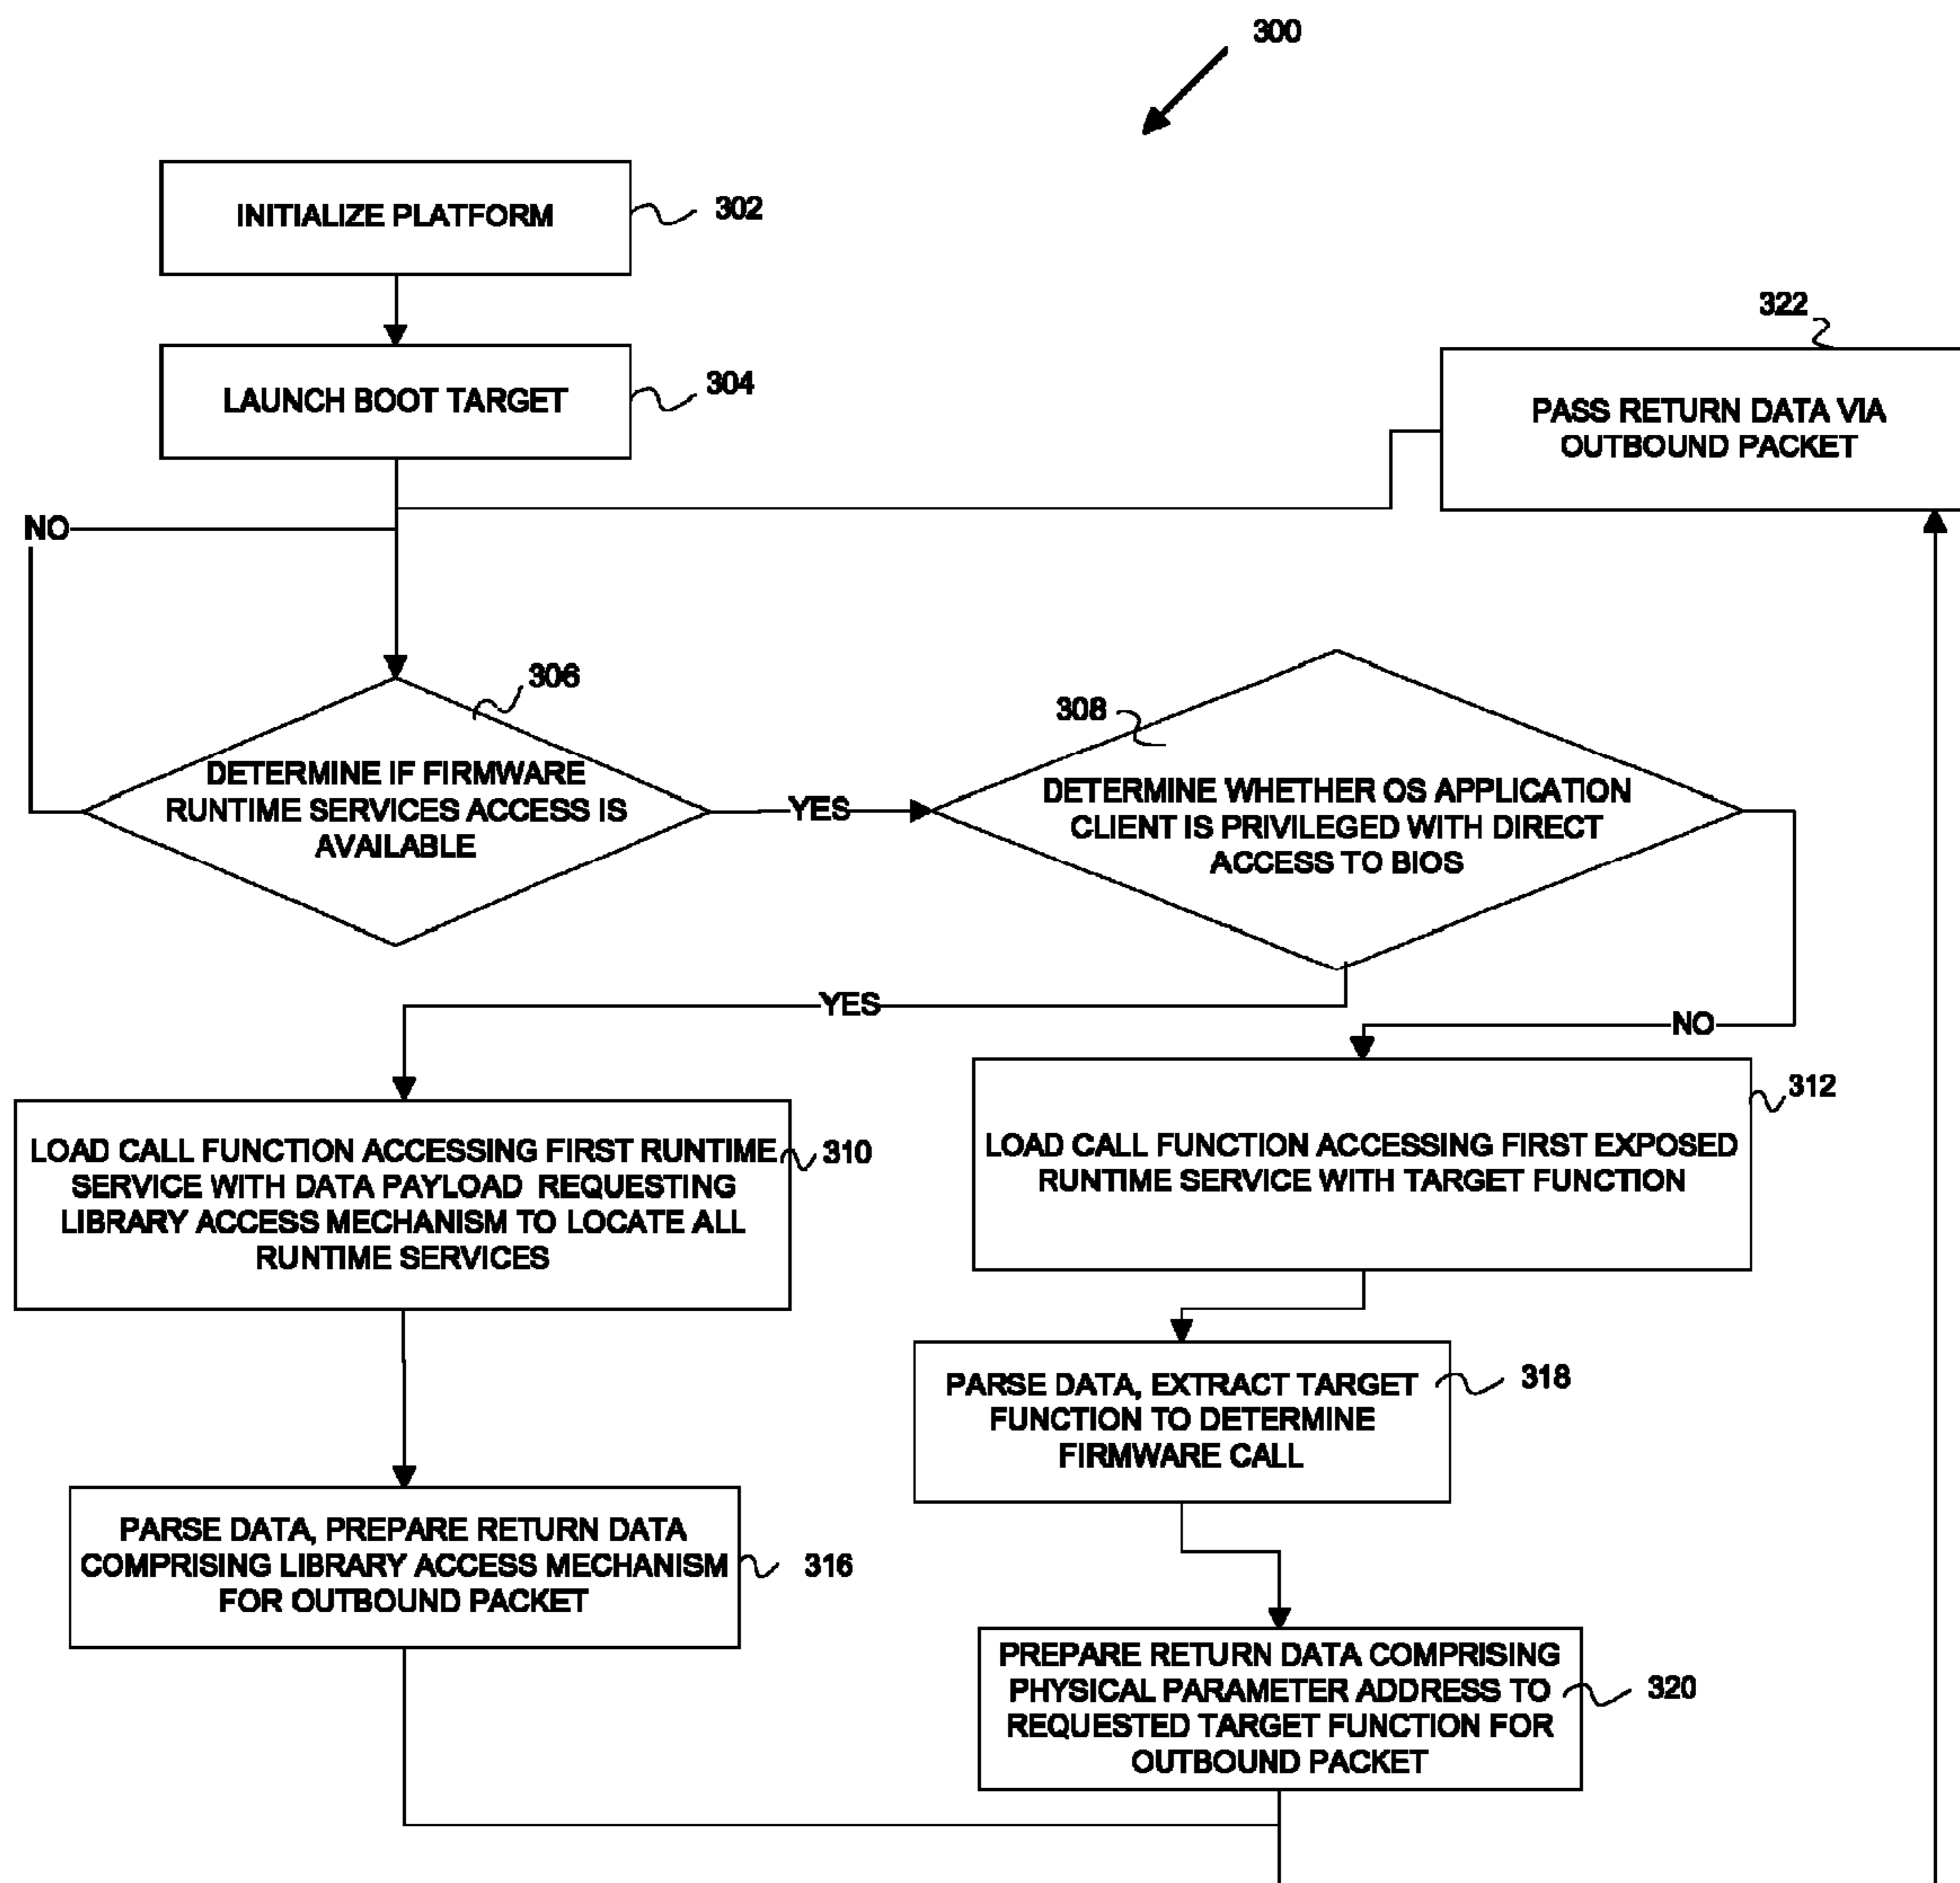 300
INITIALIZE PLATFORM
302
LAUNCH BOOT TARGET
304
322
PASS RETURN DATA VIA
OUTBOUND PACKET
NO
306
DETERMINE IF FIRMWARE
RUNTIME SERVICES ACCESS IS
AVAILABLE
YES
308
DETERMINE WHETHER OS APPLICATION
CLIENT IS PRIVILEGED WITH DIRECT
ACCESS TO BIOS
YES
NO
LOAD CALL FUNCTION ACCESSING FIRST RUNTIME
SERVICE WITH DATA PAYLOAD REQUESTING
LIBRARY ACCESS MECHANISM TO LOCATE ALL
RUNTIME SERVICES
310
LOAD CALL FUNCTION ACCESSING FIRST EXPOSED
RUNTIME SERVICE WITH TARGET FUNCTION
312
PARSE DATA, EXTRACT TARGET
FUNCTION TO DETERMINE
FIRMWARE CALL
318
PARSE DATA, PREPARE RETURN DATA
COMPRISING LIBRARY ACCESS MECHANISM
FOR OUTBOUND PACKET
316
PREPARE RETURN DATA COMPRISING
PHYSICAL PARAMETER ADDRESS TO
REQUESTED TARGET FUNCTION FOR
OUTBOUND PACKET
320